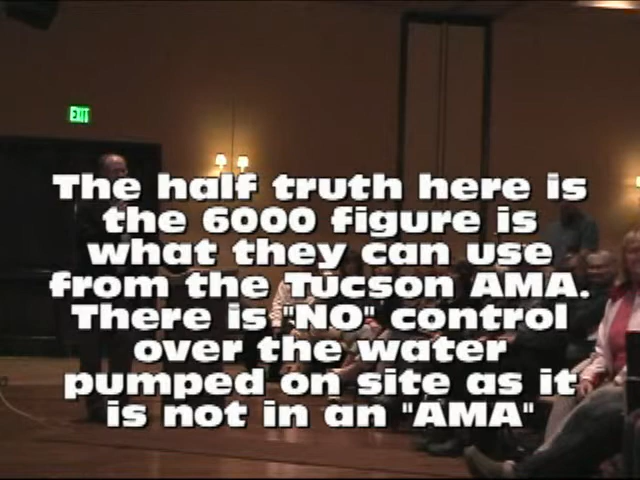 EXIT
The half truth here is
the 6000 figure is
what they can use
from the Tucson AMA.
There is "NO" control
over the water
pumped on site as it
is not in an "AMA"